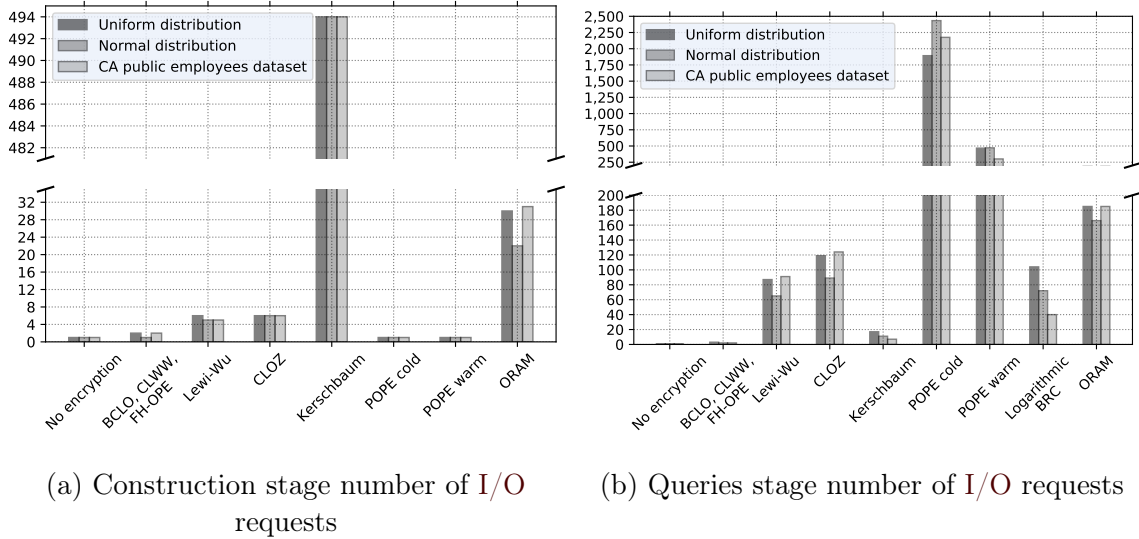 494
492
490
488
486
484
482
32
28
24
20
16
12
8
4
0
Uniform distribution
Normal distribution
CA public employees dataset
No encryption
BCLO, CLWW,
FH-OPE
Lewi-Wu
CLOZ
Kerschbaum
POPE cold
POPE warm
ORAM
(a) Construction stage number of I/O
requests
2,500
2,250
2,000
1,750
1,500
1,250
1,000
750
500
250
200
180
160
140
120
100
80
60
40
20
0
Uniform distribution
Normal distribution
CA public employees dataset
No encryption
BCLO, CLWW,
FH-OPE
Lewi-Wu
CLOZ
Kerschbaum
POPE cold
POPE warm
Logarithmic
BRC
ORAM
(b) Queries stage number of I/O requests